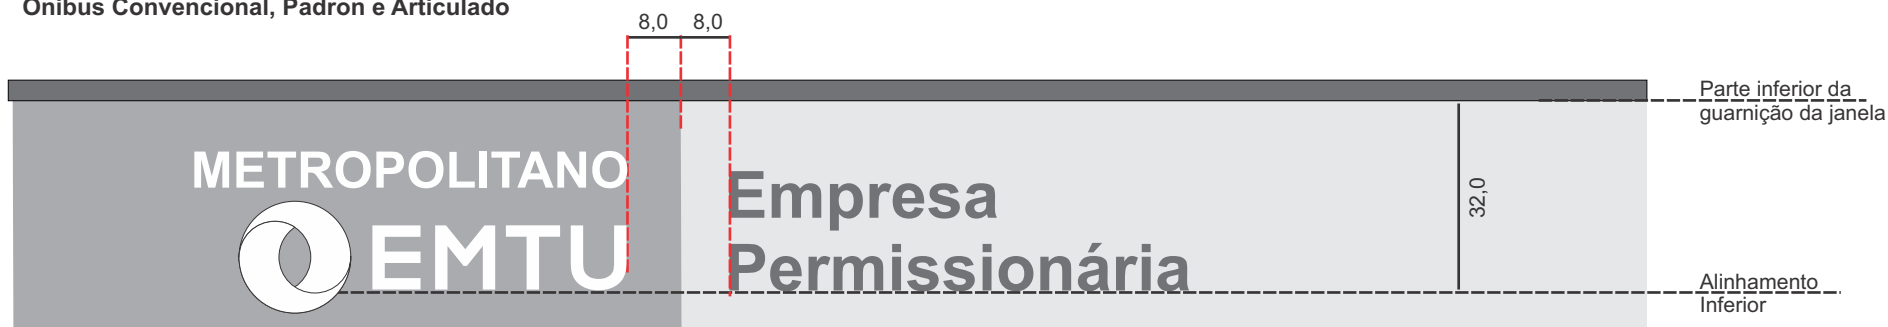 Ônibus Convencional, Padron e Articulado
8,0 8,0
Parte inferior da
guarnição da janela
METROPOLITANO
EMTU
Empresa
Permissionária
32,0
Alinhamento
Inferior